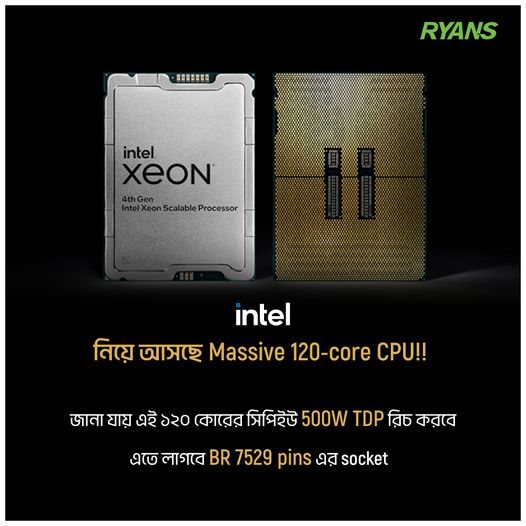 RYANS
intel
XEON®
4th Gen
Intel Xeon Scalable Processor
intel
নিয়ে আসছে Massive 120-core CPU!!
জানা যায় এই ১২০ কোরের সিপিইউ 500W TDP রিচ করবে
এতে লাগবে BR 7529 pins এর socket